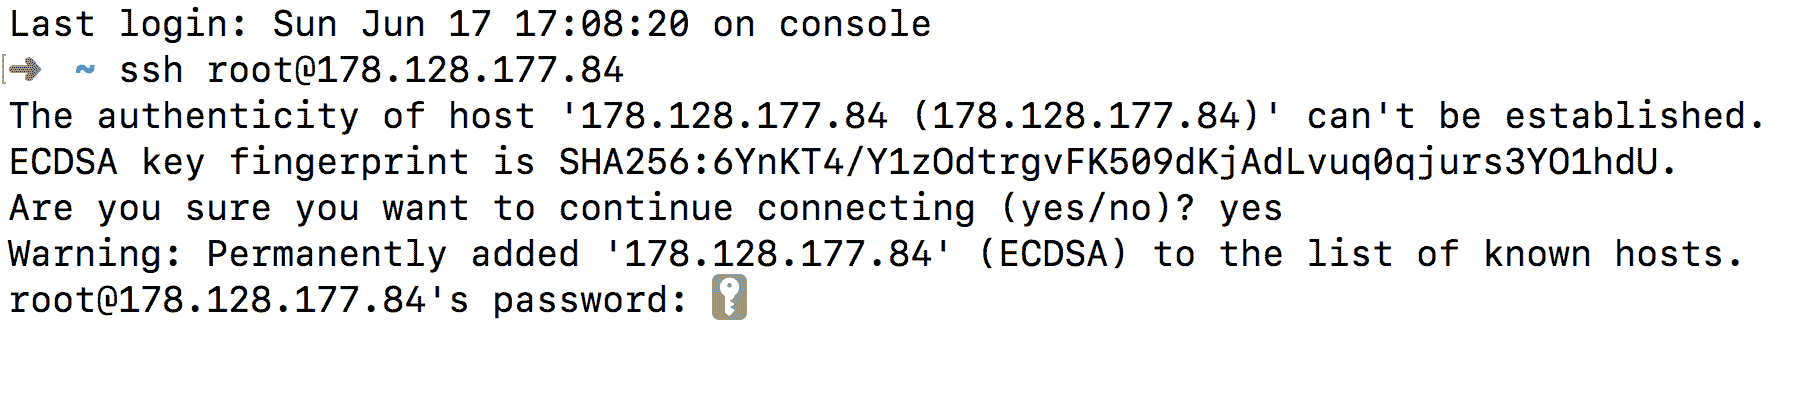 Last login: Sun Jun 17 17:08:20 on console
➜ ~ ssh root@178.128.177.84
The authenticity of host '178.128.177.84 (178.128.177.84)' can't be established.
ECDSA key fingerprint is SHA256:6YnKT4/Y1zOdtrgvFK509dKjAdLvuq0qjurs3YO1hdU.
Are you sure you want to continue connecting (yes/no)? yes
Warning: Permanently added '178.128.177.84' (ECDSA) to the list of known hosts.
root@178.128.177.84's password: